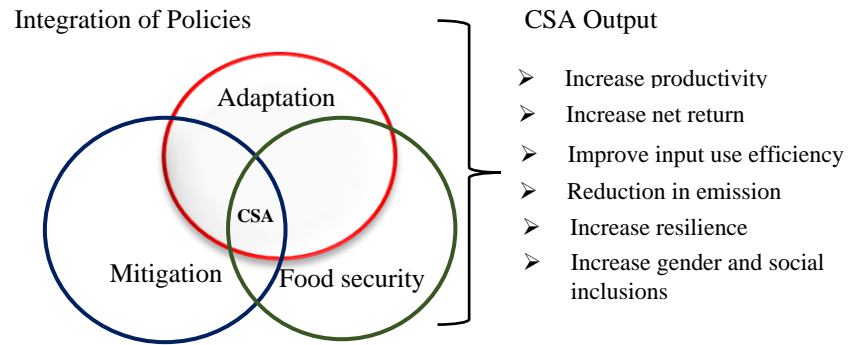 Integration of Policies
Adaptation
CSA
Mitigation
Food security
CSA Output
➢ Increase productivity
➢ Increase net return
➢ Improve input use efficiency
➢ Reduction in emission
➢ Increase resilience
➢ Increase gender and social
inclusions